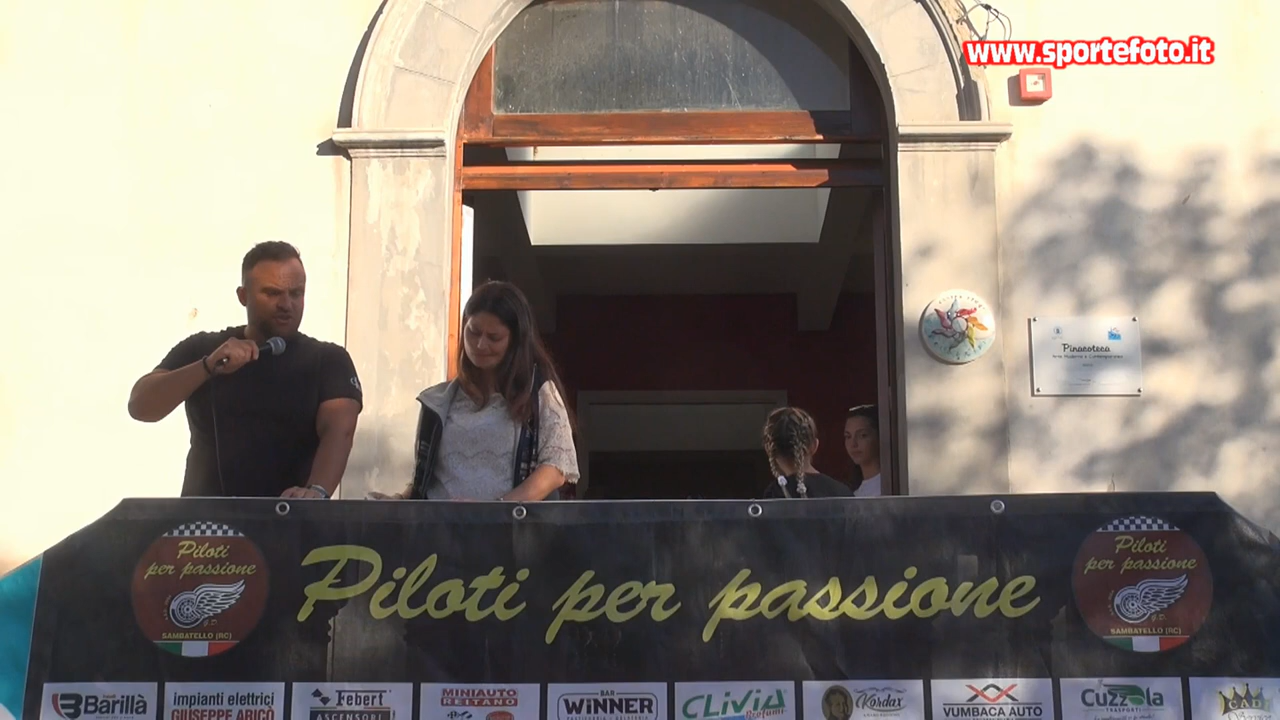 www.sportefoto.it
Pinacoteca
Piloti
per passione
SAMBATELLO (RC)
Piloti per passione
Piloti
per passione
SAMBATELLO (RC)
Barillà
impianti elettrici
GIUSEPPE ARICÒ
Febert
ASCENSORI
MINIAUTO
REITANO
BAR
WINNER
CLIVIA
Profumi
Kordax
VUMBACA AUTO
CUZZOLA
TRASPORTI